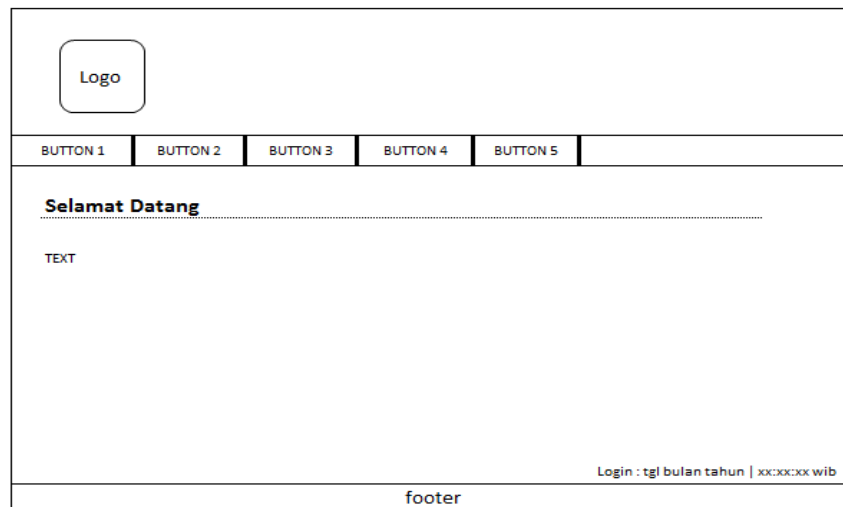 Logo
BUTTON 1 BUTTON 2 BUTTON 3 BUTTON 4 BUTTON 5
Selamat Datang
TEXT
Login : tgl bulan tahun | xx:xx:xx wib
footer